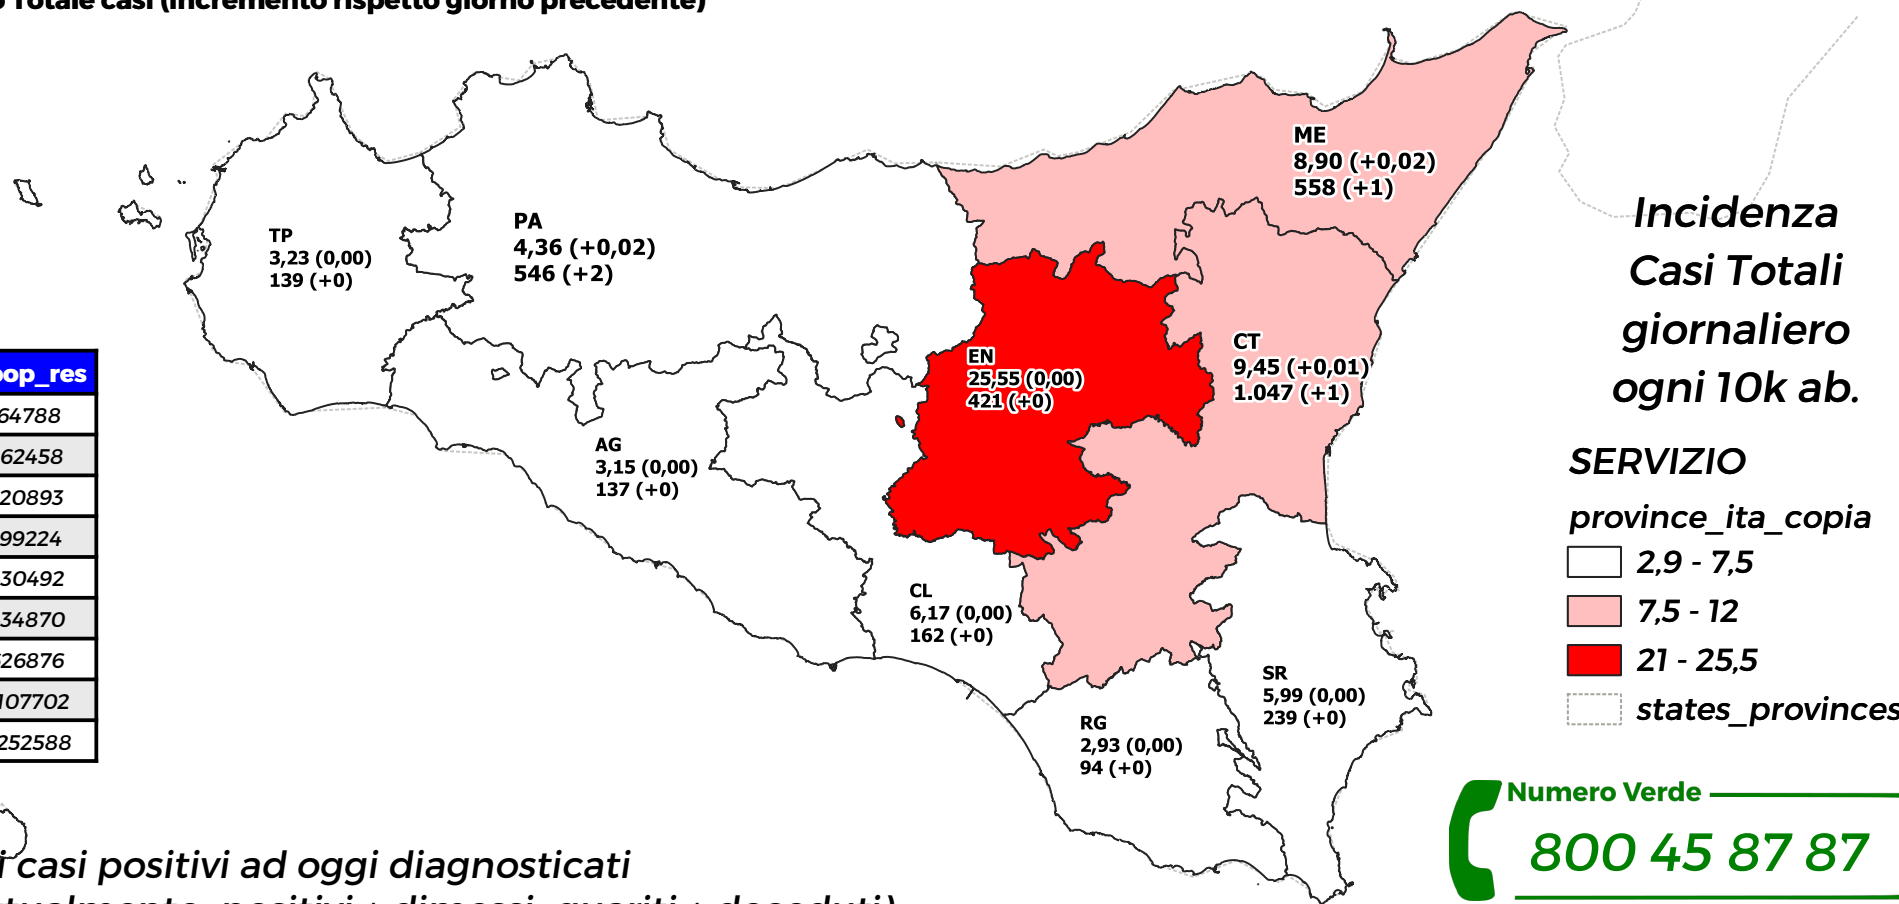 Totale casi (incremento rispetto giorno precedente)
ME
8,90 (+0,02)
558 (+1)
PA
4,36 (+0,02)
546 (+2)
TP
3,23 (0,00)
139 (+0)
EN
25,55 (0,00)
421 (+0)
CT
9,45 (+0,01)
1.047 (+1)
AG
3,15 (0,00)
137 (+0)
CL
6,17 (0,00)
162 (+0)
SR
5,99 (0,00)
239 (+0)
RG
2,93 (0,00)
94 (+0)
pop_res
64788
62458
20893
99224
30492
34870
626876
107702
252588
Incidenza
Casi Totali
giornaliero
ogni 10k ab.
SERVIZIO
province_ita_copia
2,9 - 7,5
7,5 - 12
21 - 25,5
states_provinces
Numero Verde
800 45 87 87
i casi positivi ad oggi diagnosticati
positivi + dimessi guariti + deceduti)